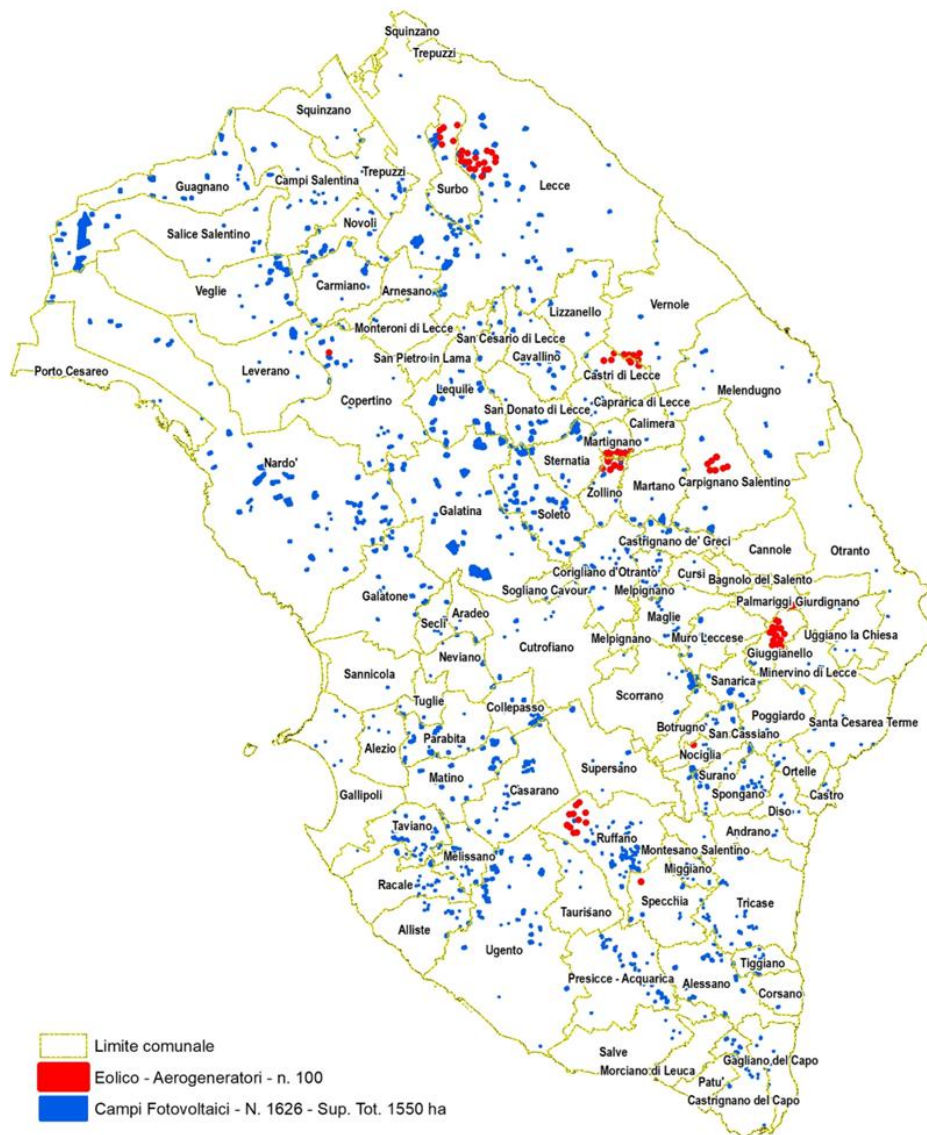 Squinzano
Trepuzzi
Squinzano
Trepuzzi
Campi Salentina
Guagnano
Surbo
Lecce
Novoli
Salice Salentino
Veglie
Carmiano
Arnesano
Lizzanello
Vernole
Monteroni di Lecce
San Cesario di Lecce
San Pietro in Lama
Cavallino
Porto Cesareo
Leverano
Castri di Lecce
Lequile
Caprarica di Lecce
Melendugno
Copertino
San Donato di Lecce
Calimera
Martignano
Sternatia
Nardo'
Zollino
Martano
Carpignano Salentino
Galatina
Soleto
Castrignano de' Greci
Cannole
Otranto
Corigliano d'Otranto
Cursi
Bagnolo del Salento
Sogliano Cavour
Melpignano
Galatone
Palmariggi
Giurdignano
Aradeo
Maglie
Secli'
Muro Leccese
Uggiano la Chiesa
Cutrofiano
Melpignano
Giuggianello
Neviano
Minervino di Lecce
Sannicola
Sanarica
Scorrano
Tuglie
Collepasso
Poggiardo
Santa Cesarea Terme
Botrugno
San Cassiano
Parabita
Alezio
Nociglia
Supersano
Surano
Ortelle
Matino
Casarano
Spongano
Castro
Gallipoli
Diso
Taviano
Ruffano
Andrano
Montesano Salentino
Melissano
Miggiano
Racale
Specchia
Tricase
Taurisano
Alliste
Ugento
Tiggiano
Presicce - Acquarica
Alessano
Corsano
Salve
Gagliano del Capo
Morciano di Leuca
Patu'
Castrignano del Capo
Limite comunale
Eolico - Aerogeneratori - n. 100
Campi Fotovoltaici - N. 1626 - Sup. Tot. 1550 ha